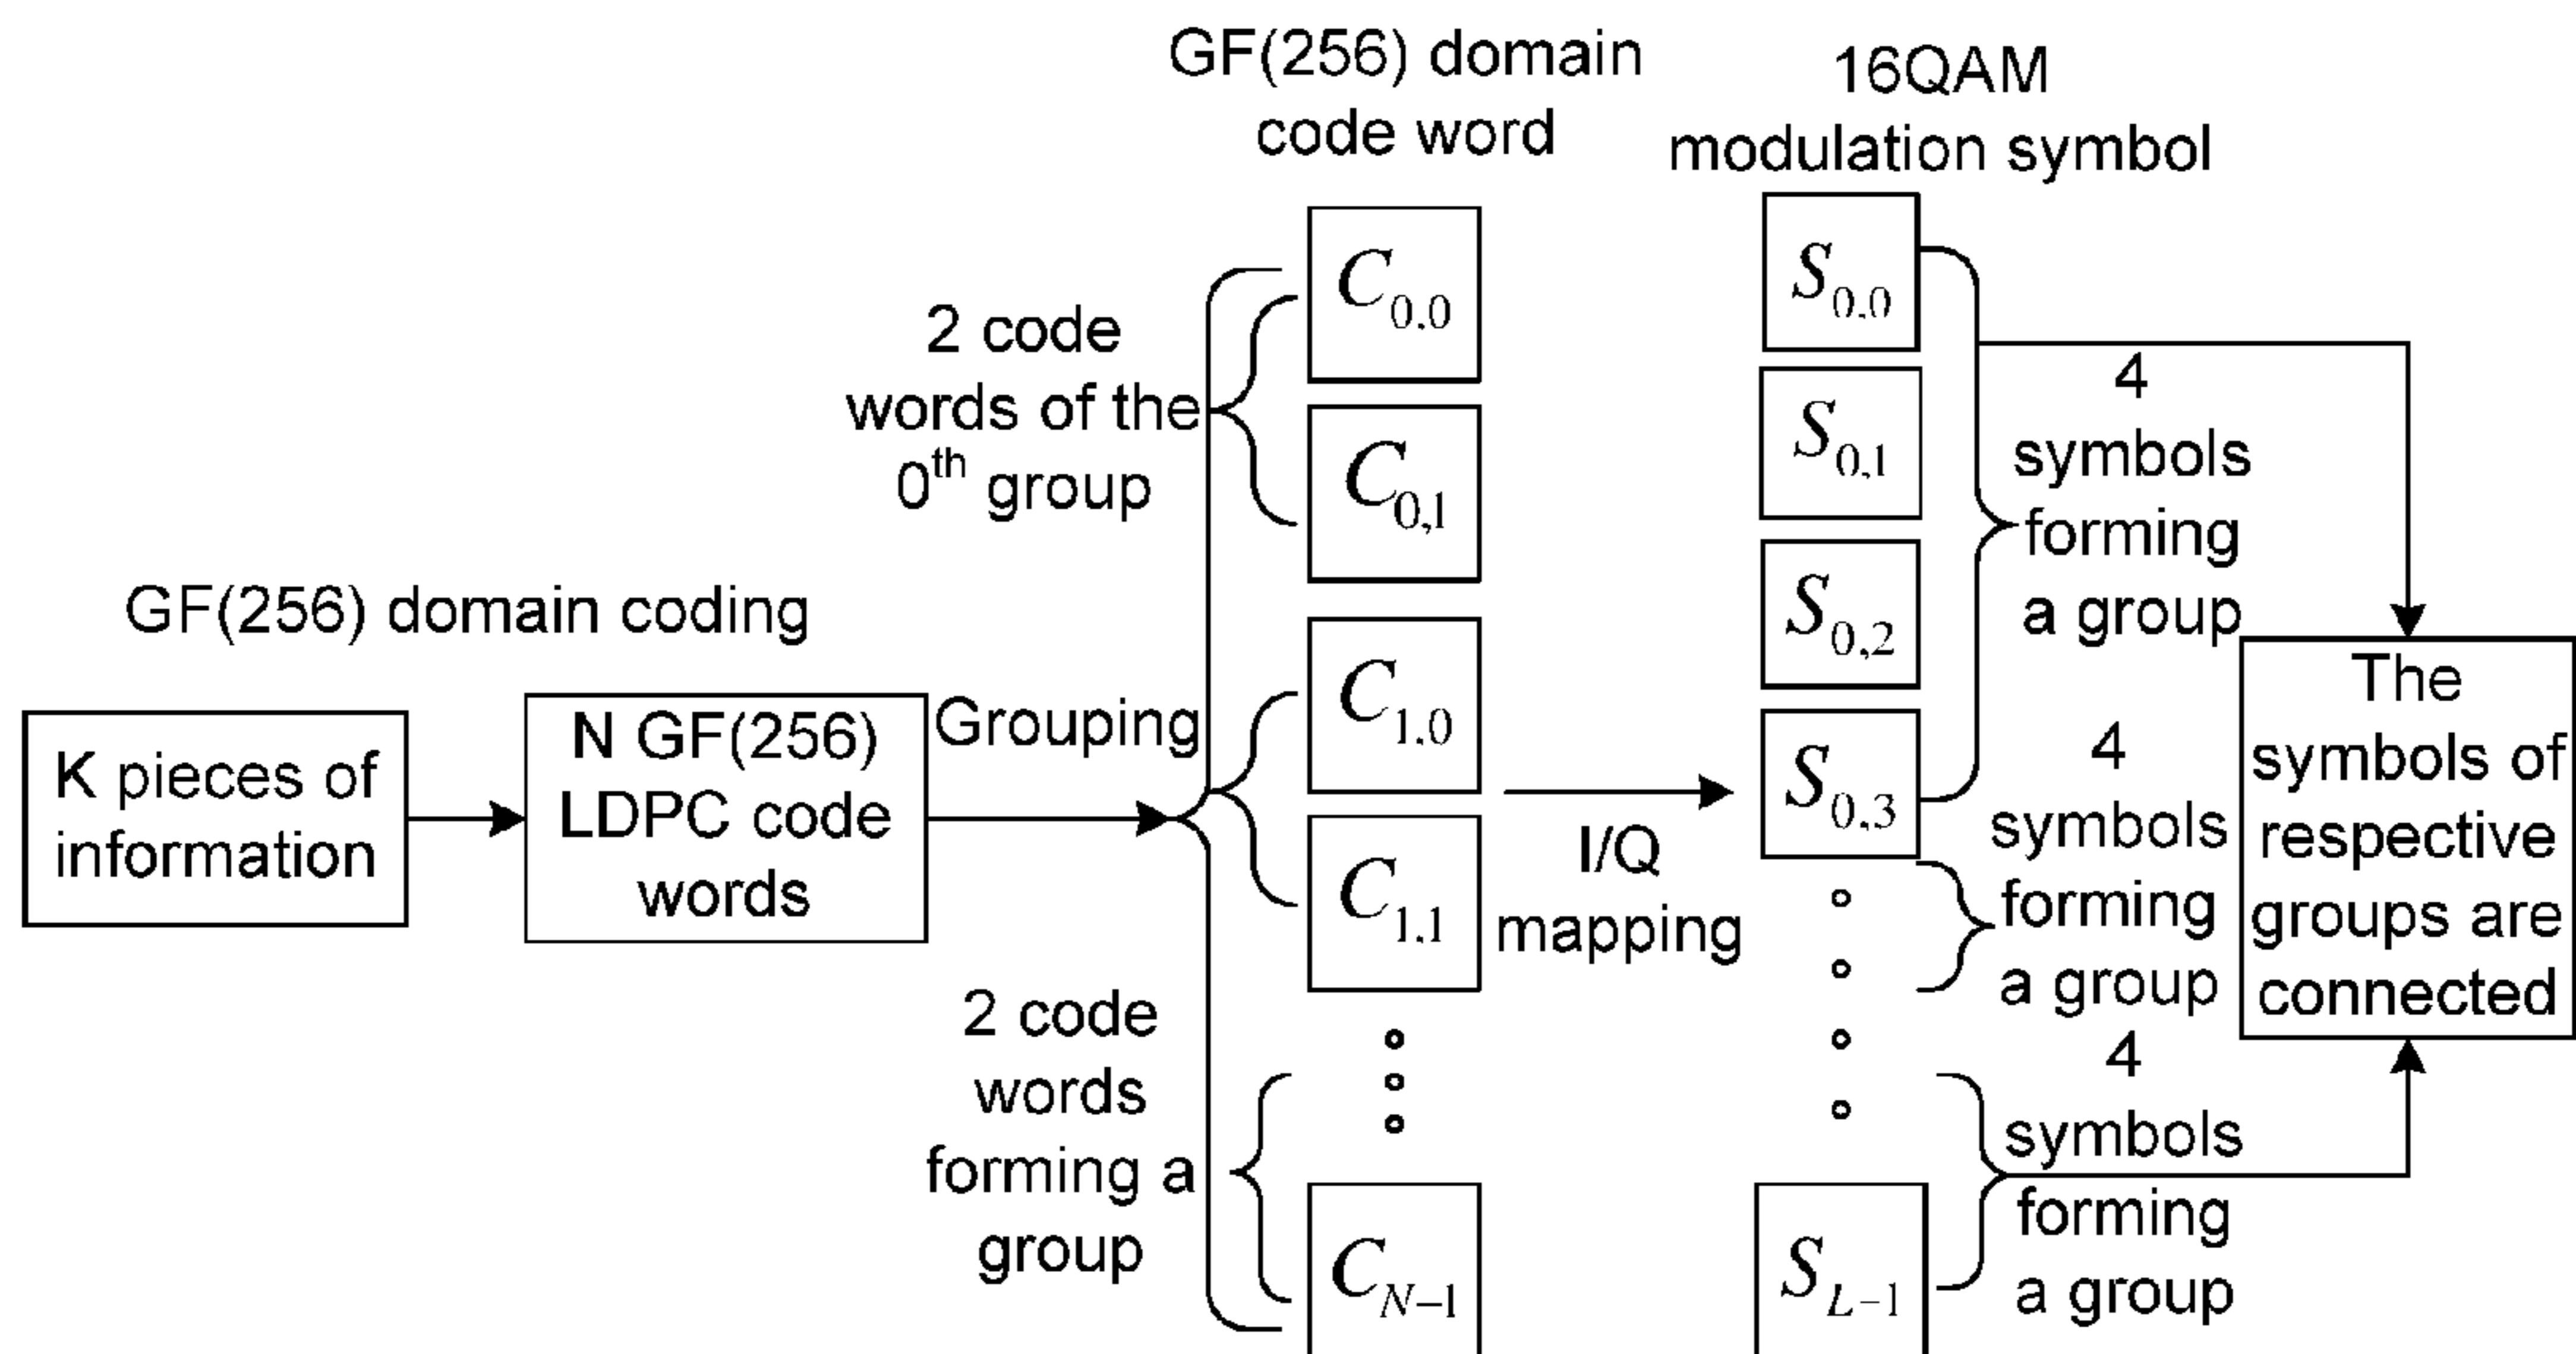 GF(256) domain
code word
16QAM
modulation symbol
GF(256) domain coding
K pieces of
information
N GF(256)
LDPC code
words
Grouping
2 code
words of the
0th group
2 code
words
forming a
group
C0,0
C0,1
C1,0
C1,1
CN−1
I/Q
mapping
S0,0
S0,1
S0,2
S0,3
SL−1
4
symbols
forming
a group
4
symbols
forming
a group
4
symbols
forming
a group
The
symbols of
respective
groups are
connected